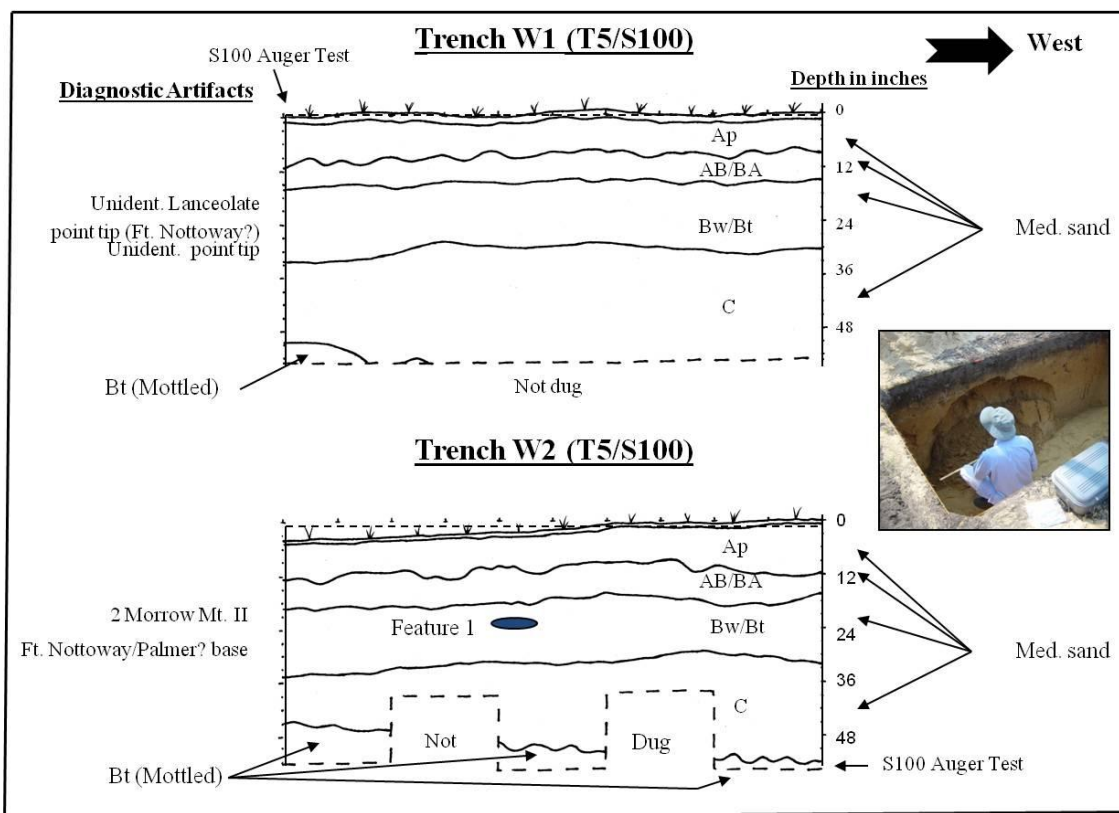 Trench W1 (T5/S100)
West
S100 Auger Test
Diagnostic Artifacts
Depth in inches
0
Ap
12
AB/BA
Unident. Lanceolate
point tip (Ft. Nottoway?)
Unident. point tip
24
Bw/Bt
Med. sand
36
C
48
Bt (Mottled)
Not dug
Trench W2 (T5/S100)
0
Ap
12
AB/BA
2 Morrow Mt. II
Feature 1
Bw/Bt
24
Ft. Nottoway/Palmer? base
Med. sand
36
C
Not
Dug
48
Bt (Mottled)
S100 Auger Test